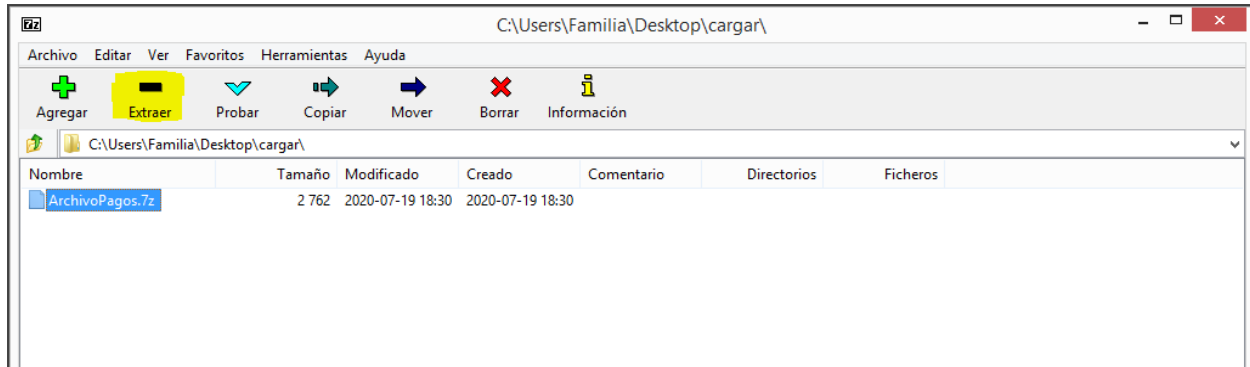 7z C:\Users\Familia\Desktop\cargar\
Archivo Editar Ver Favoritos Herramientas Ayuda
Agregar Extraer Probar Copiar Mover Borrar Información
C:\Users\Familia\Desktop\cargar\
Nombre Tamaño Modificado Creado Comentario Directorios Ficheros
ArchivoPagos.7z 2 762 2020-07-19 18:30 2020-07-19 18:30